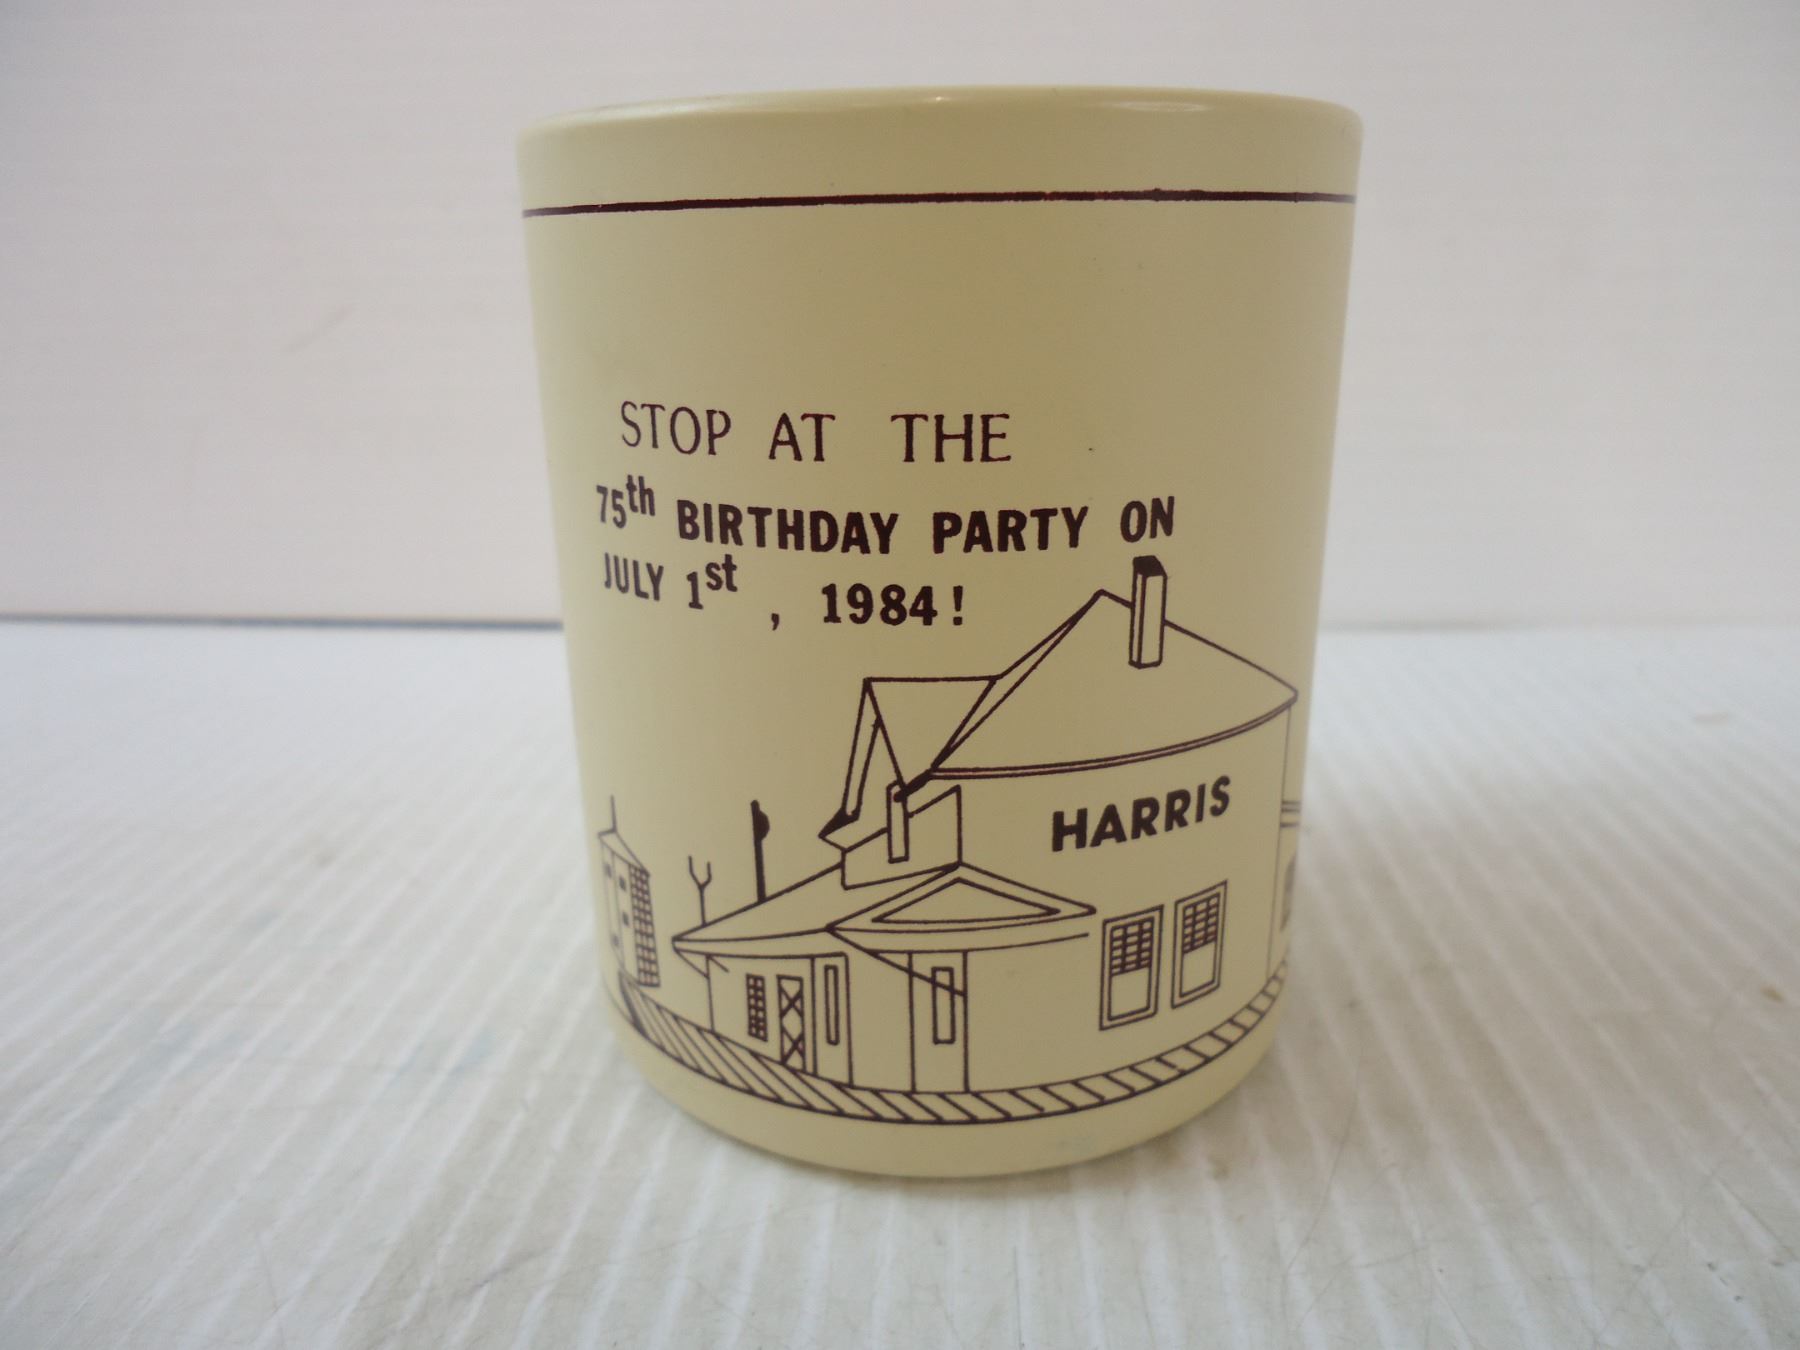 STOP AT THE
75th BIRTHDAY PARTY ON
JULY 1st , 1984!
HARRIS